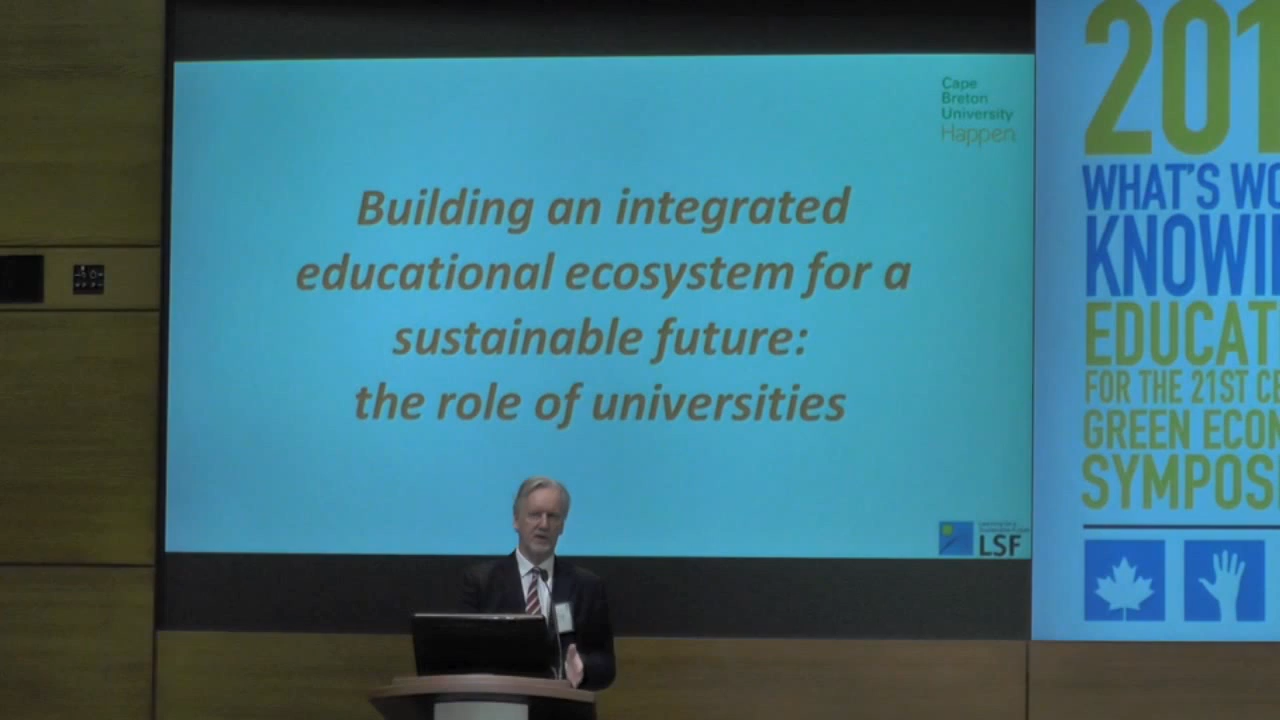 Cape
Breton
University
Happen
Building an integrated
educational ecosystem for a
sustainable future:
the role of universities
LSF
201
WHAT'S WO
KNOWI
EDUCAT
FOR THE 21ST CE
GREEN ECON
SYMPOS